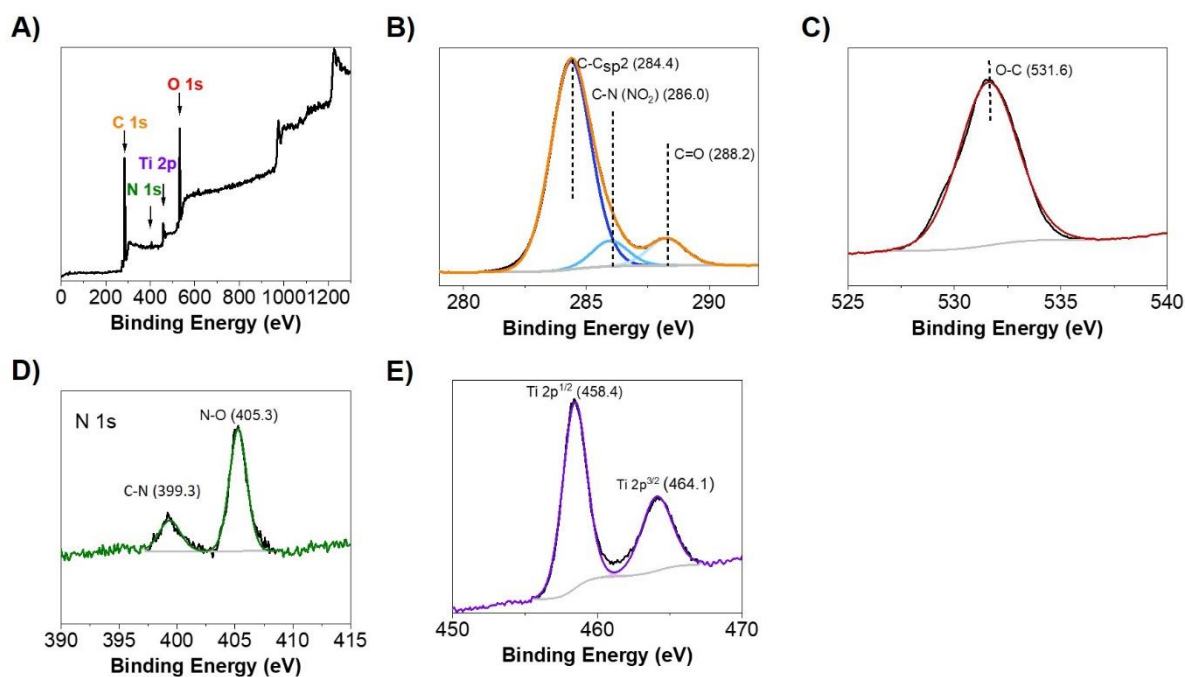 A)
O 1s
C 1s
Ti 2p
N 1s
0 200 400 600 800 1000 1200
Binding Energy (eV)
B)
C-Csp2 (284.4)
C-N (NO2) (286.0)
C=O (288.2)
280 285 290
Binding Energy (eV)
C)
O-C (531.6)
525 530 535 540
Binding Energy (eV)
D)
N 1s
N-O (405.3)
C-N (399.3)
390 395 400 405 410 415
Binding Energy (eV)
E)
Ti 2p1/2 (458.4)
Ti 2p3/2 (464.1)
450 460 470
Binding Energy (eV)